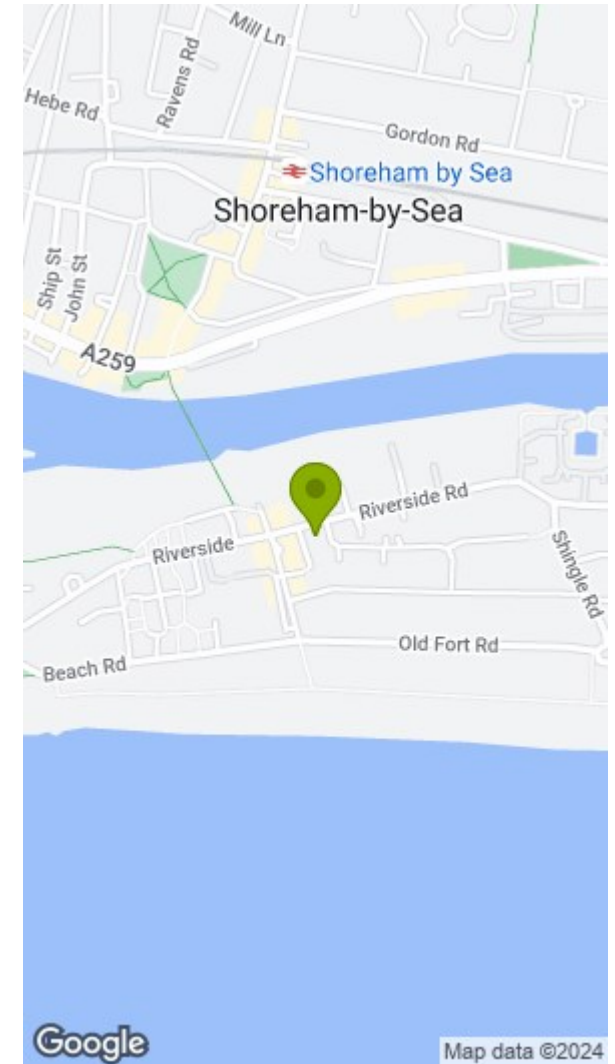 Mill Ln
Ravens Rd
Hebe Rd
Gordon Rd
Shoreham by Sea
Shoreham-by-Sea
Ship St
John St
A259
Riverside Rd
Riverside
Shingle Rd
Old Fort Rd
Beach Rd
Google
Map data ©2024